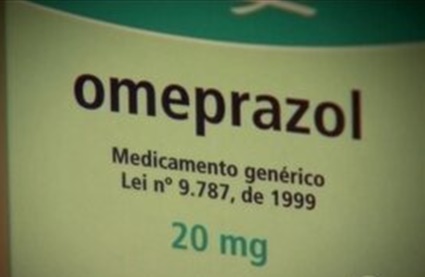 omeprazol
Medicamento genérico
Lei nº 9.787, de 1999
20 mg